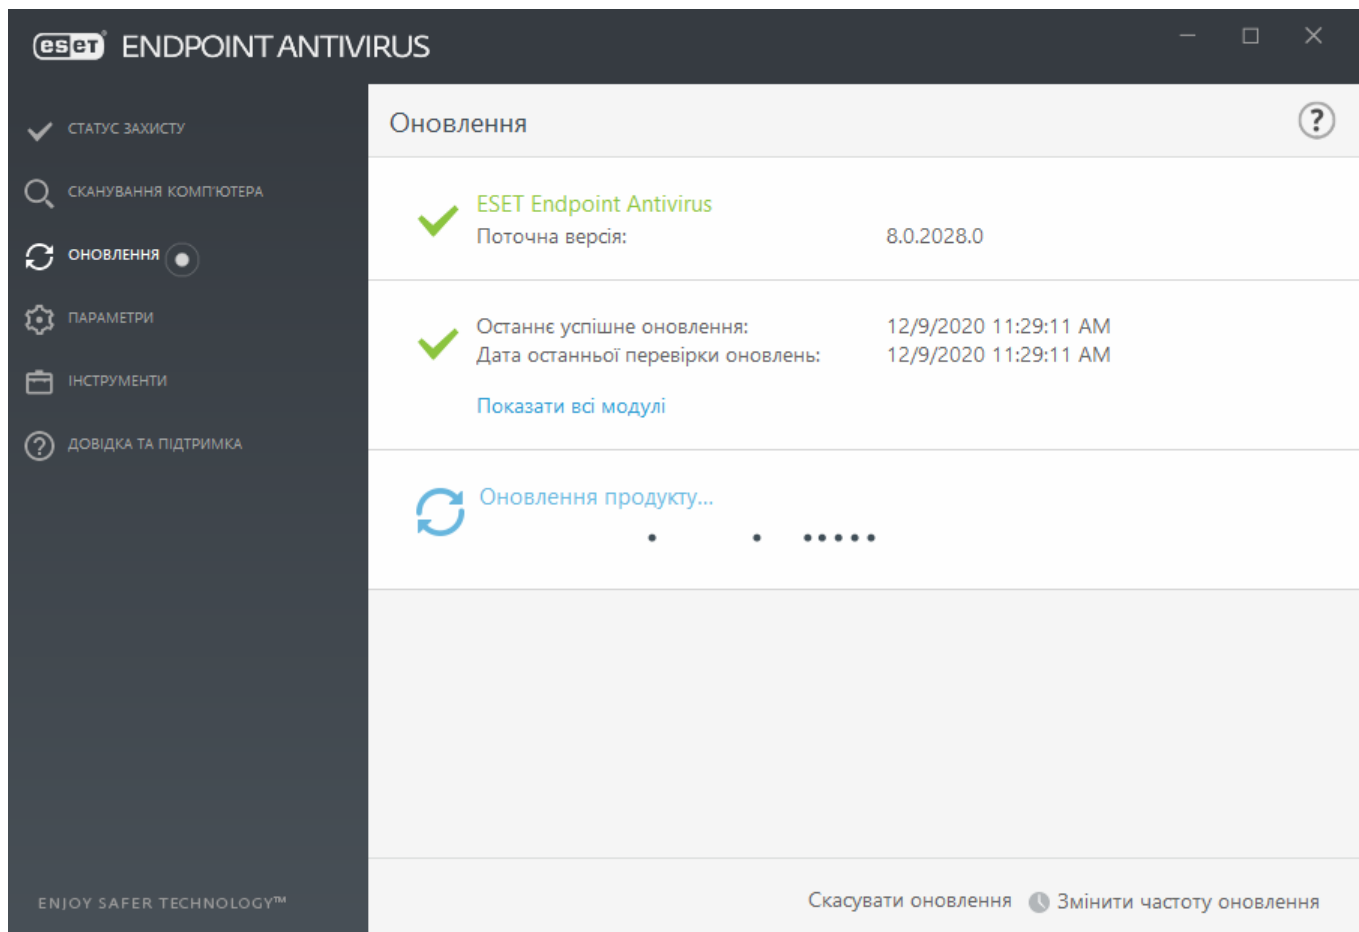 eset ENDPOINT ANTIVIRUS
СТАТУС ЗАХИСТУ
СКАНУВАННЯ КОМП'ЮТЕРА
ОНОВЛЕННЯ
ПАРАМЕТРИ
ІНСТРУМЕНТИ
ДОВІДКА ТА ПІДТРИМКА
ENJOY SAFER TECHNOLOGY™
Оновлення
ESET Endpoint Antivirus
Поточна версія: 8.0.2028.0
Останнє успішне оновлення: 12/9/2020 11:29:11 AM
Дата останньої перевірки оновлень: 12/9/2020 11:29:11 AM
Показати всі модулі
Оновлення продукту...
Скасувати оновлення Змінити частоту оновлення